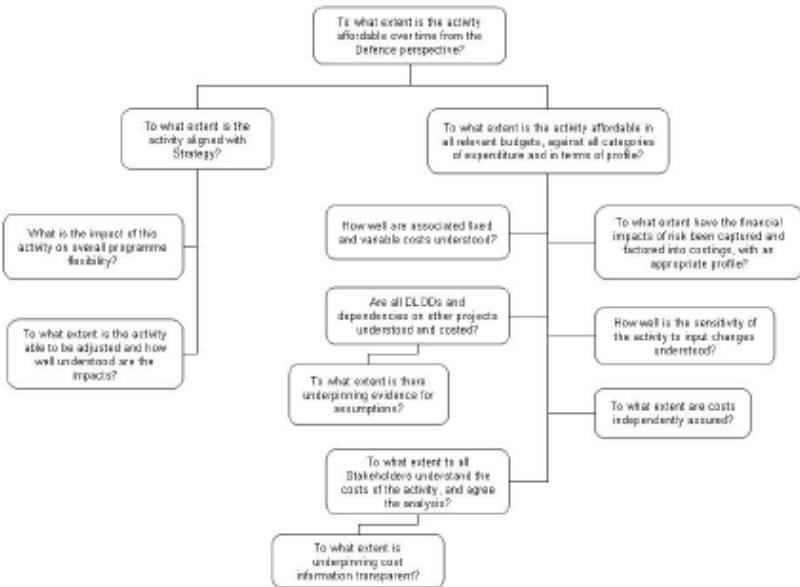 To what extent is the activity
affordable over time from the
Defence perspective?
To what extent is the
activity aligned with
Strategy?
To what extent is the activity affordable in
all relevant budgets, against all categories
of expenditure and in terms of profile?
What is the impact of this
activity on overall programme
flexibility?
How well are associated fixed
and variable costs understood?
To what extent have the financial
impacts of risk been captured and
factored into costings, with an
appropriate profile?
Are all DLODs and
dependencies on other projects
understood and costed?
To what extent is the activity
able to be adjusted and how
well understood are the
impacts?
How well is the sensitivity of
the activity to input changes
understood?
To what extent is there
underpinning evidence for
assumptions?
To what extent are costs
independently assured?
To what extent to all
Stakeholders understand the
costs of the activity, and agree
the analysis?
To what extent is
underpinning cost
information transparent?